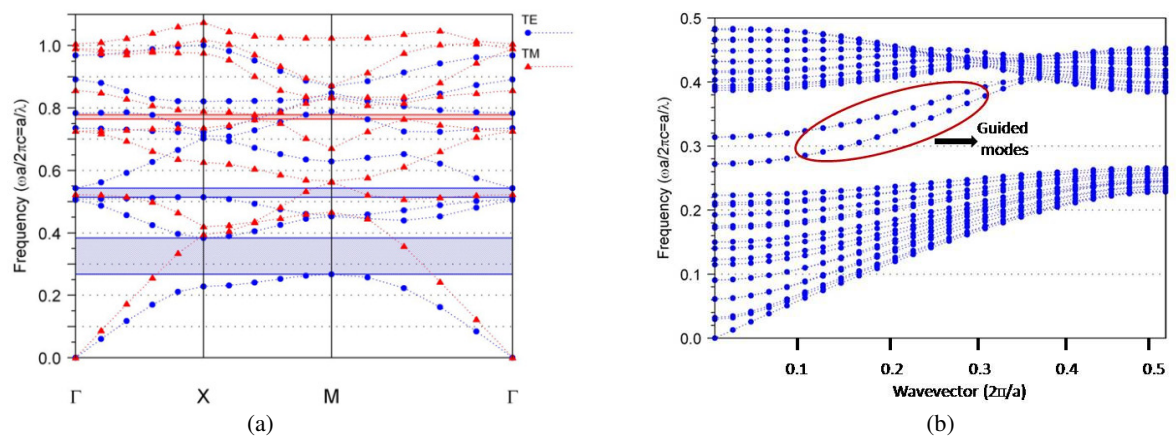 (a)
TE
TM
Frequency (ωa/2πc=a/λ)
1.0
0.8
0.6
0.4
0.2
0.0
Γ X M Γ
(b)
Frequency (ωa/2πc=a/λ)
0.5
0.4
0.3
0.2
0.1
0.0
Guided
modes
0.1 0.2 0.3 0.4 0.5
Wavevector (2π/a)